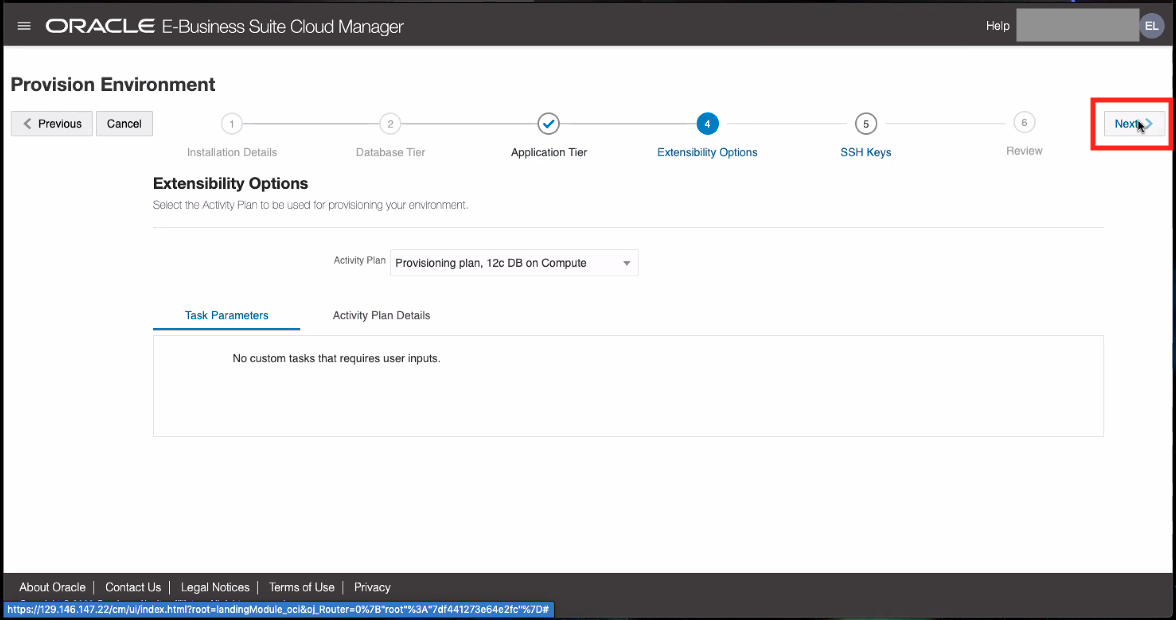 ORACLE E-Business Suite Cloud Manager
Help
EL
Provision Environment
Previous
Cancel
1
2
4
5
6
Next
Installation Details
Database Tier
Application Tier
Extensibility Options
SSH Keys
Review
Extensibility Options
Select the Activity Plan to be used for provisioning your environment.
Activity Plan
Provisioning plan, 12c DB on Compute
Task Parameters
Activity Plan Details
No custom tasks that requires user inputs.
About Oracle | Contact Us | Legal Notices | Terms of Use | Privacy
https://129.146.147.22/cm/ui/index.html?root=landingModule_oci&oj_Router=0%7B"root"%3A"7df441273e64e2fc"%7D#